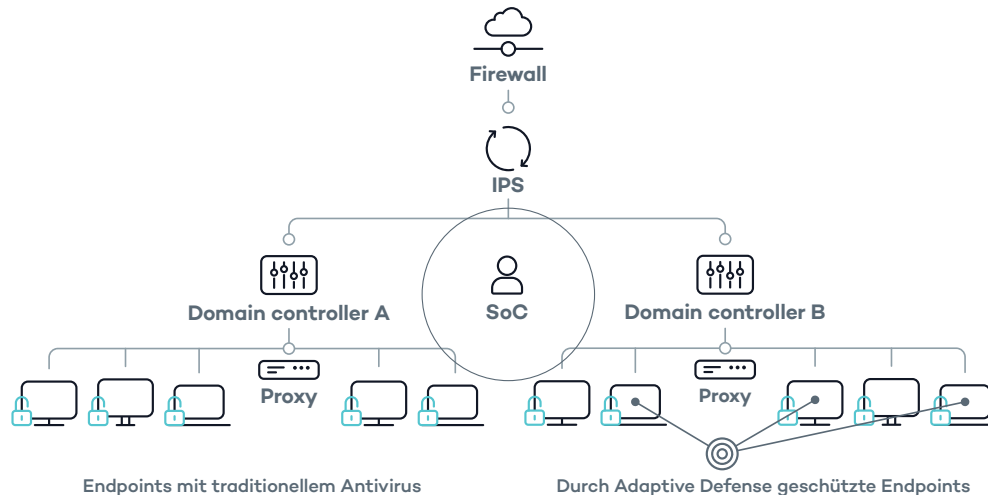 Firewall
IPS
Domain controller A
SoC
Domain controller B
Proxy
Proxy
Endpoints mit traditionellem Antivirus
Durch Adaptive Defense geschützte Endpoints